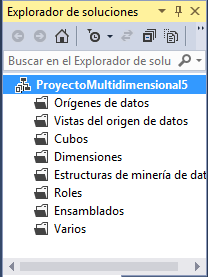 Explorador de soluciones
Buscar en el Explorador de solu
ProyectoMultidimensional5
Orígenes de datos
Vistas del origen de datos
Cubos
Dimensiones
Estructuras de minería de dat
Roles
Ensamblados
Varios